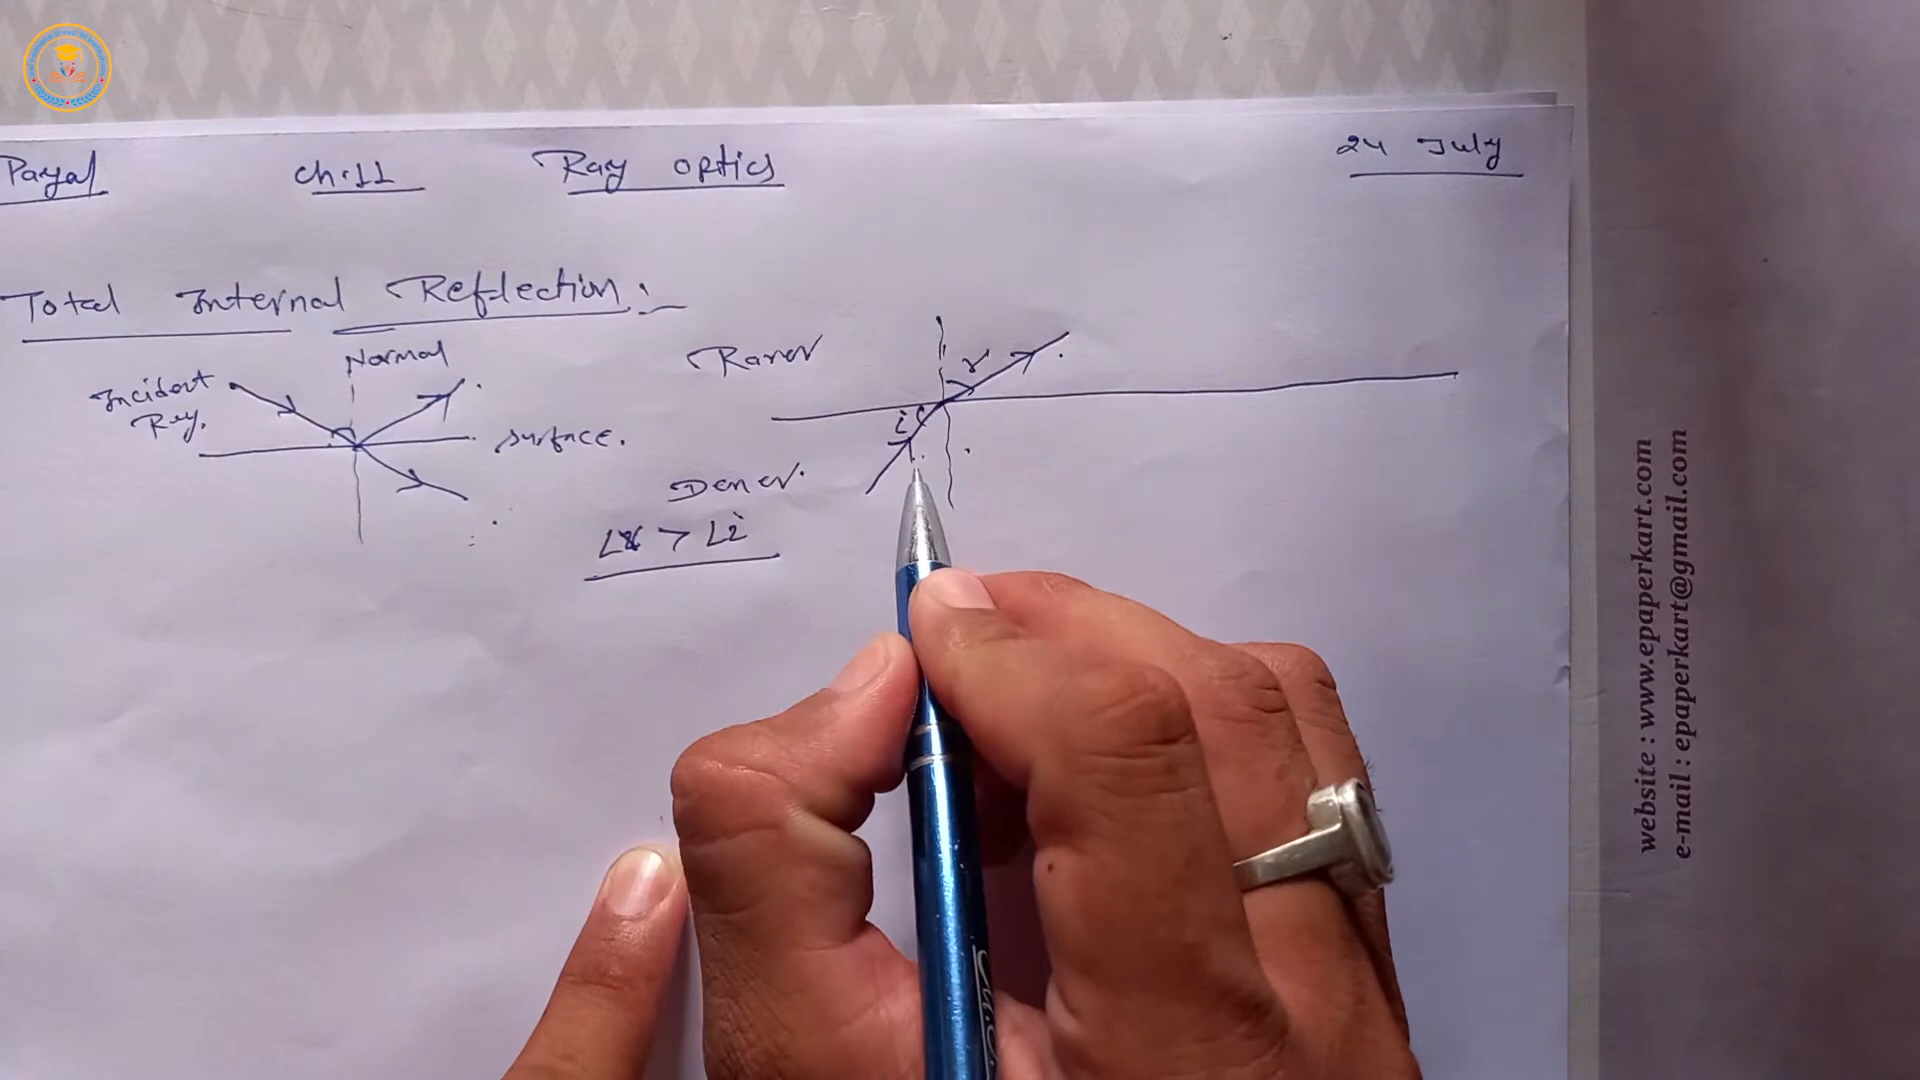 Payal
ch.11
Ray optics
24 July
Total Internal Reflection :-
Normal
Incident
Ray.
surface.
Rarer
r
i
Denser.
∠r > ∠i
website : www.epaperkart.com
e-mail : epaperkart@gmail.com